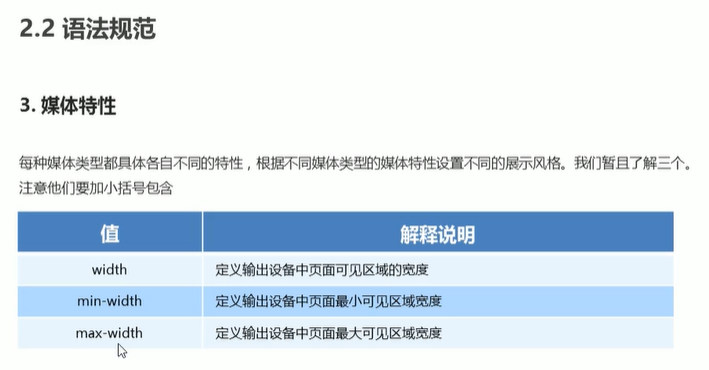 2.2 语法规范
3. 媒体特性
每种媒体类型都具体各自不同的特性，根据不同媒体类型的媒体特性设置不同的展示风格。我们暂且了解三个。
注意他们要加小括号包含
值 解释说明
width 定义输出设备中页面可见区域的宽度
min-width 定义输出设备中页面最小可见区域宽度
max-width 定义输出设备中页面最大可见区域宽度